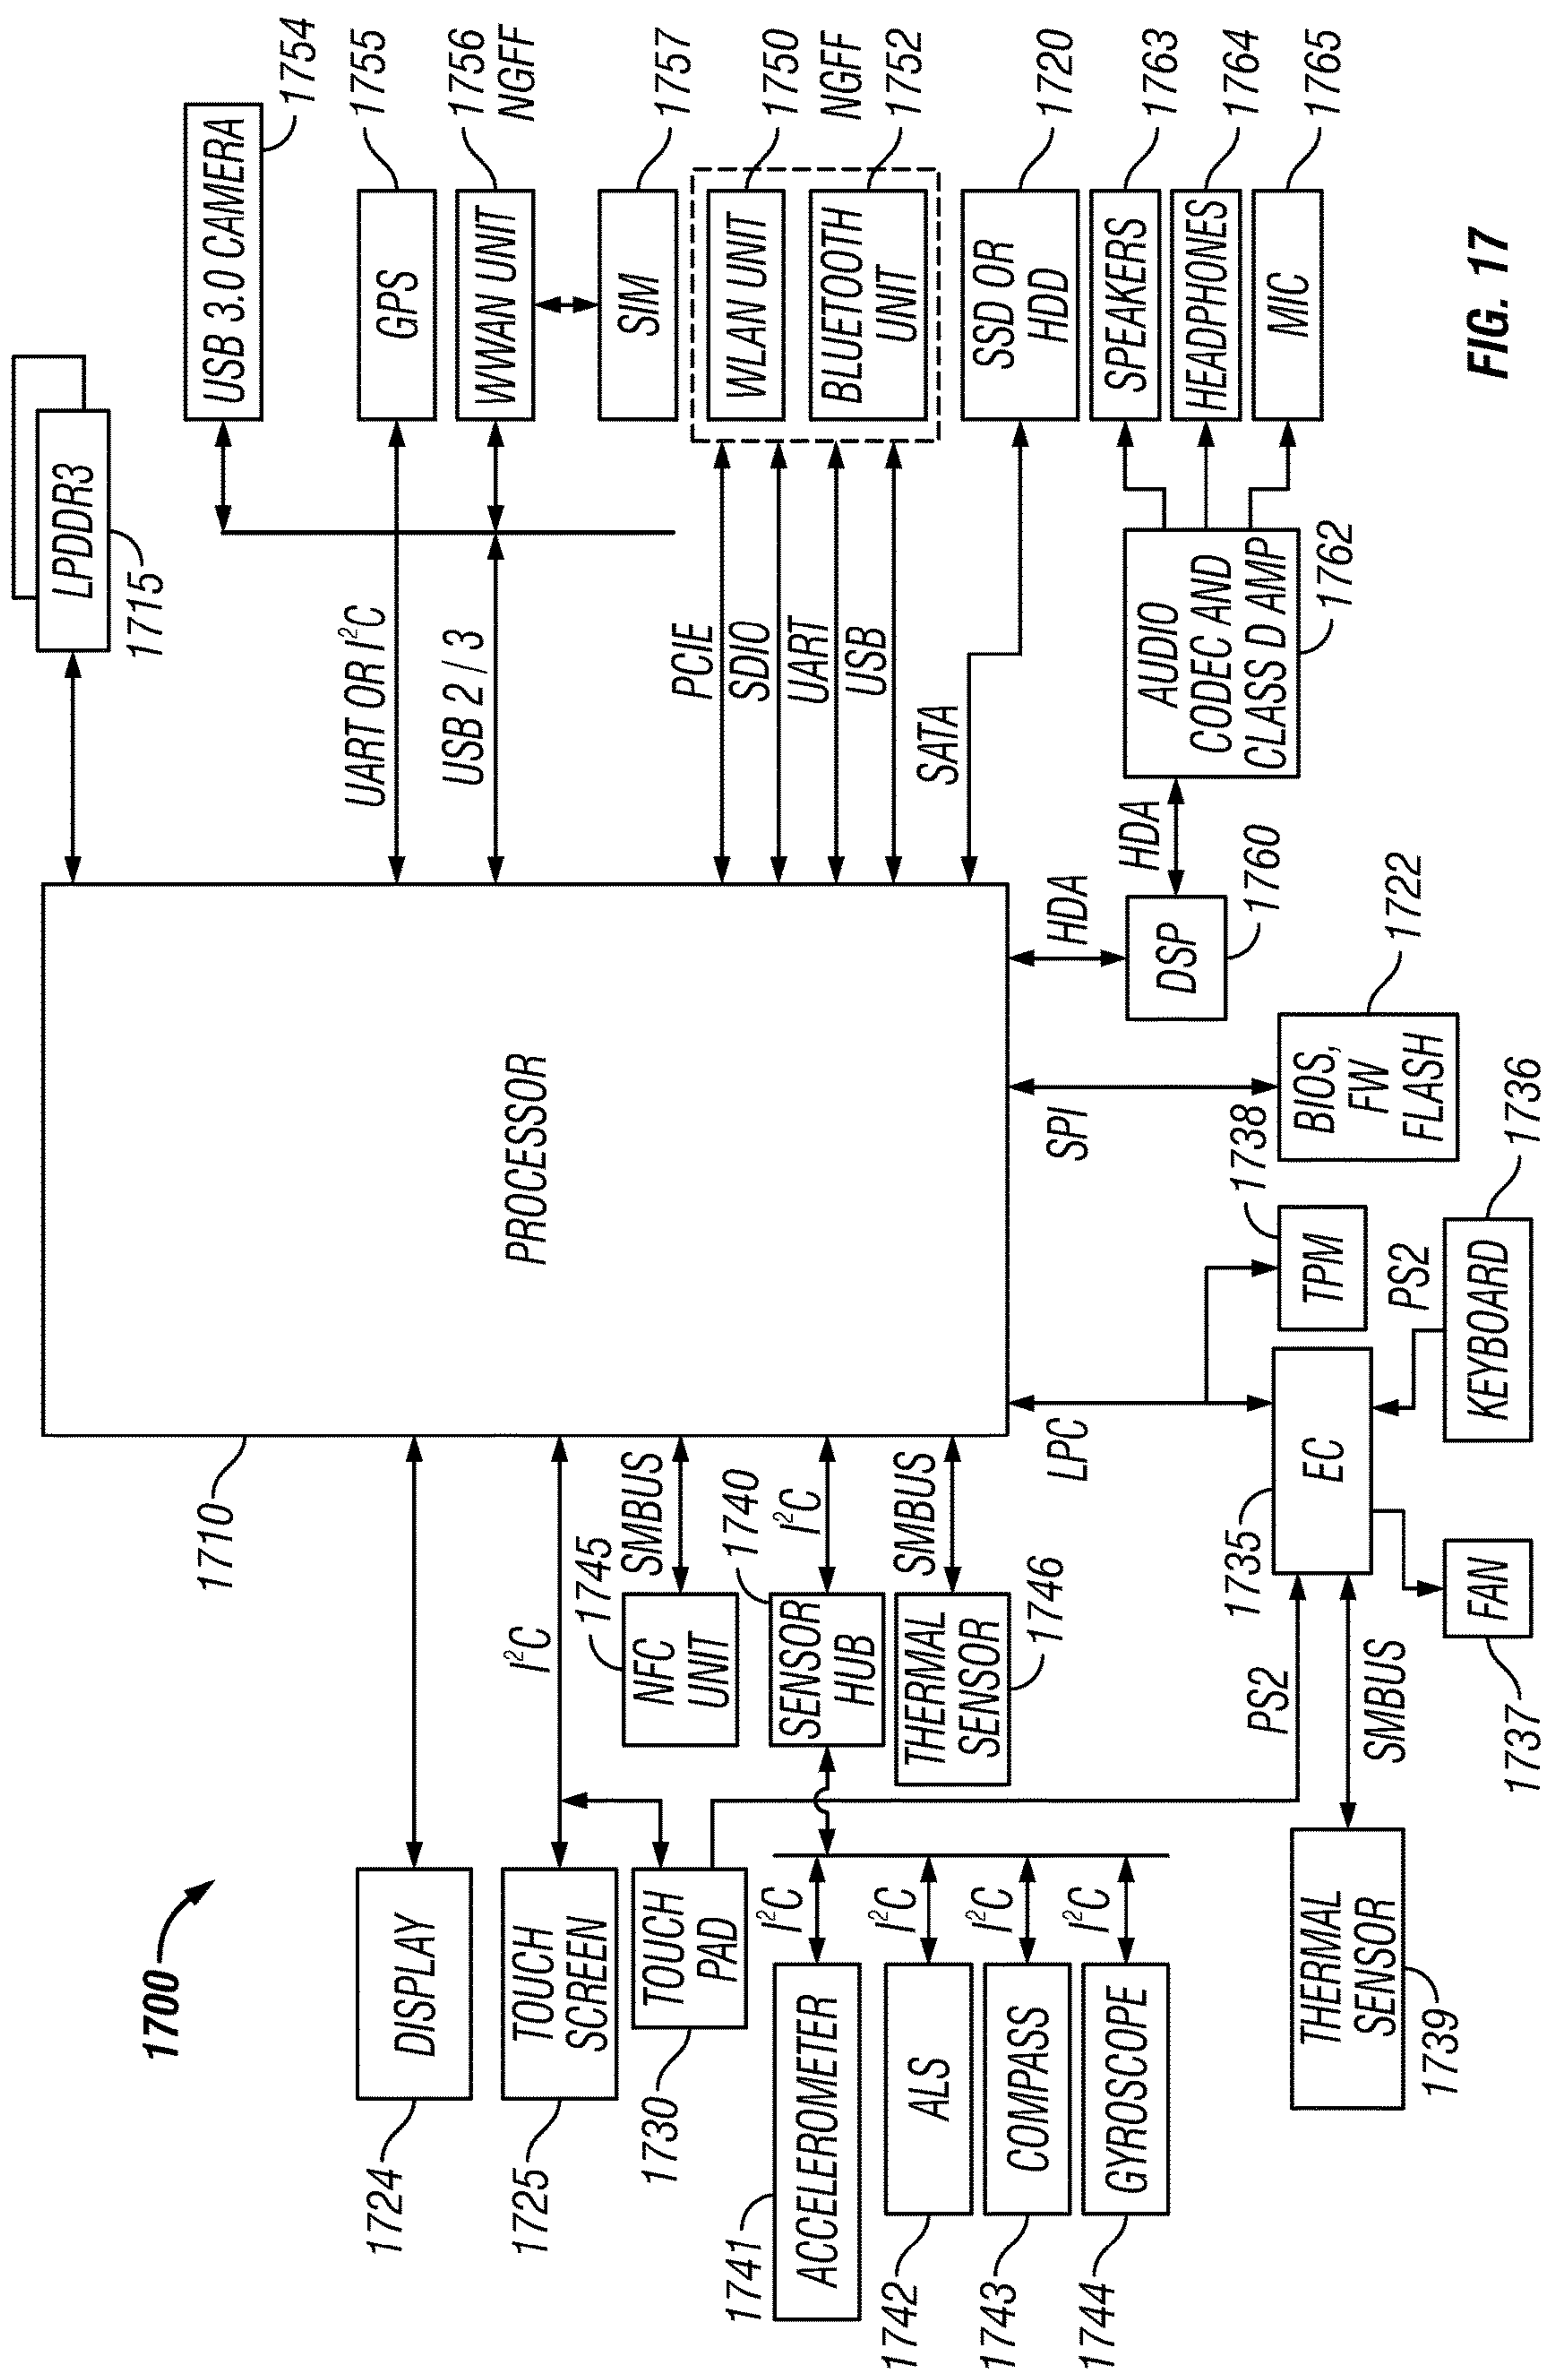 1700
LPDDR3
1715
PROCESSOR
1710
DISPLAY
1724
I²C
TOUCH
SCREEN
1725
TOUCH
PAD
1730
SMBUS
1745
NFC
UNIT
1740
I²C
SENSOR
HUB
SMBUS
THERMAL
SENSOR
1746
I²C
ACCELEROMETER
1741
I²C
ALS
1742
I²C
COMPASS
1743
I²C
GYROSCOPE
1744
UART OR I²C
USB 2 / 3
USB 3.0 CAMERA
1754
GPS
1755
WWAN UNIT
1756
NGFF
SIM
1757
PCIE
SDIO
UART
USB
WLAN UNIT
1750
NGFF
BLUETOOTH
UNIT
1752
SATA
SSD OR
HDD
1720
SPEAKERS
1763
HEADPHONES
1764
MIC
1765
AUDIO
CODEC AND
CLASS D AMP
1762
HDA
HDA
DSP
1760
SPI
BIOS,
FW
FLASH
1722
LPC
TPM
1738
EC
1735
PS2
KEYBOARD
1736
PS2
SMBUS
FAN
1737
THERMAL
SENSOR
1739
FIG. 17